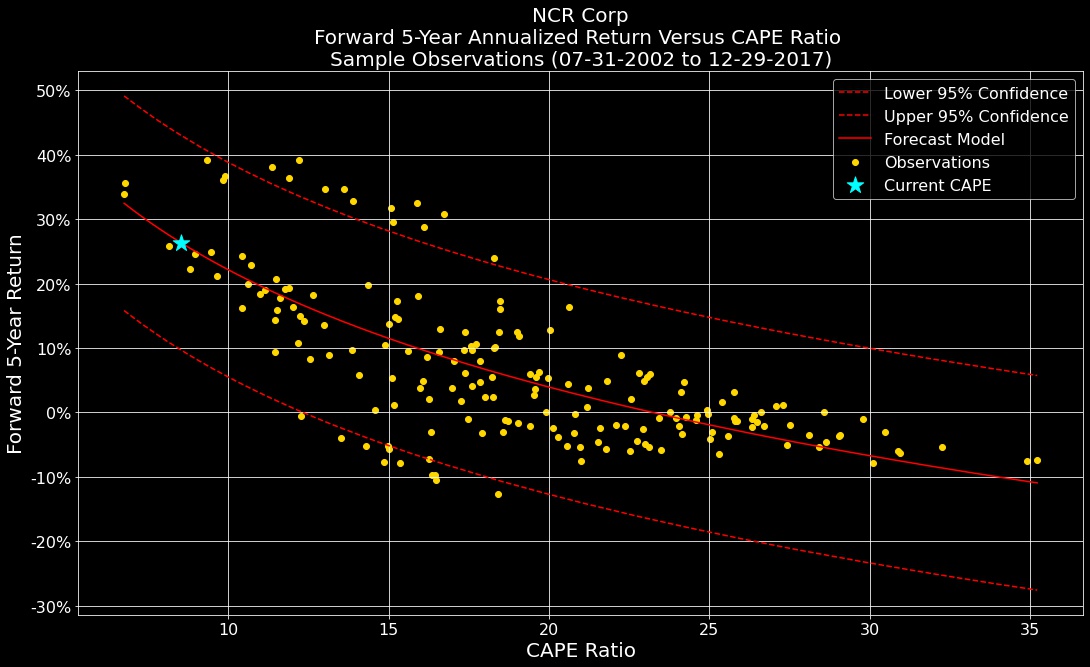 NCR Corp
Forward 5-Year Annualized Return Versus CAPE Ratio
Sample Observations (07-31-2002 to 12-29-2017)
Lower 95% Confidence
Upper 95% Confidence
Forecast Model
Observations
Current CAPE
Forward 5-Year Return
50%
40%
30%
20%
10%
0%
-10%
-20%
-30%
10 15 20 25 30 35
CAPE Ratio